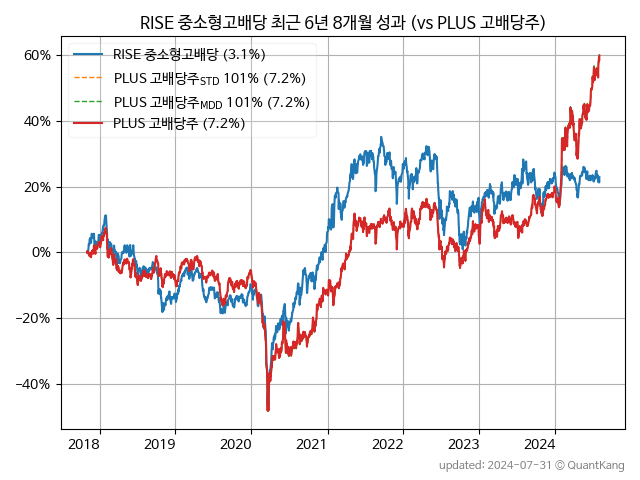 RISE 중소형고배당 최근 6년 8개월 성과 (vs PLUS 고배당주)
RISE 중소형고배당 (3.1%)
PLUS 고배당주STD 101% (7.2%)
PLUS 고배당주MDD 101% (7.2%)
PLUS 고배당주 (7.2%)
60%
40%
20%
0%
−20%
−40%
2018 2019 2020 2021 2022 2023 2024
updated: 2024-07-31 © QuantKang